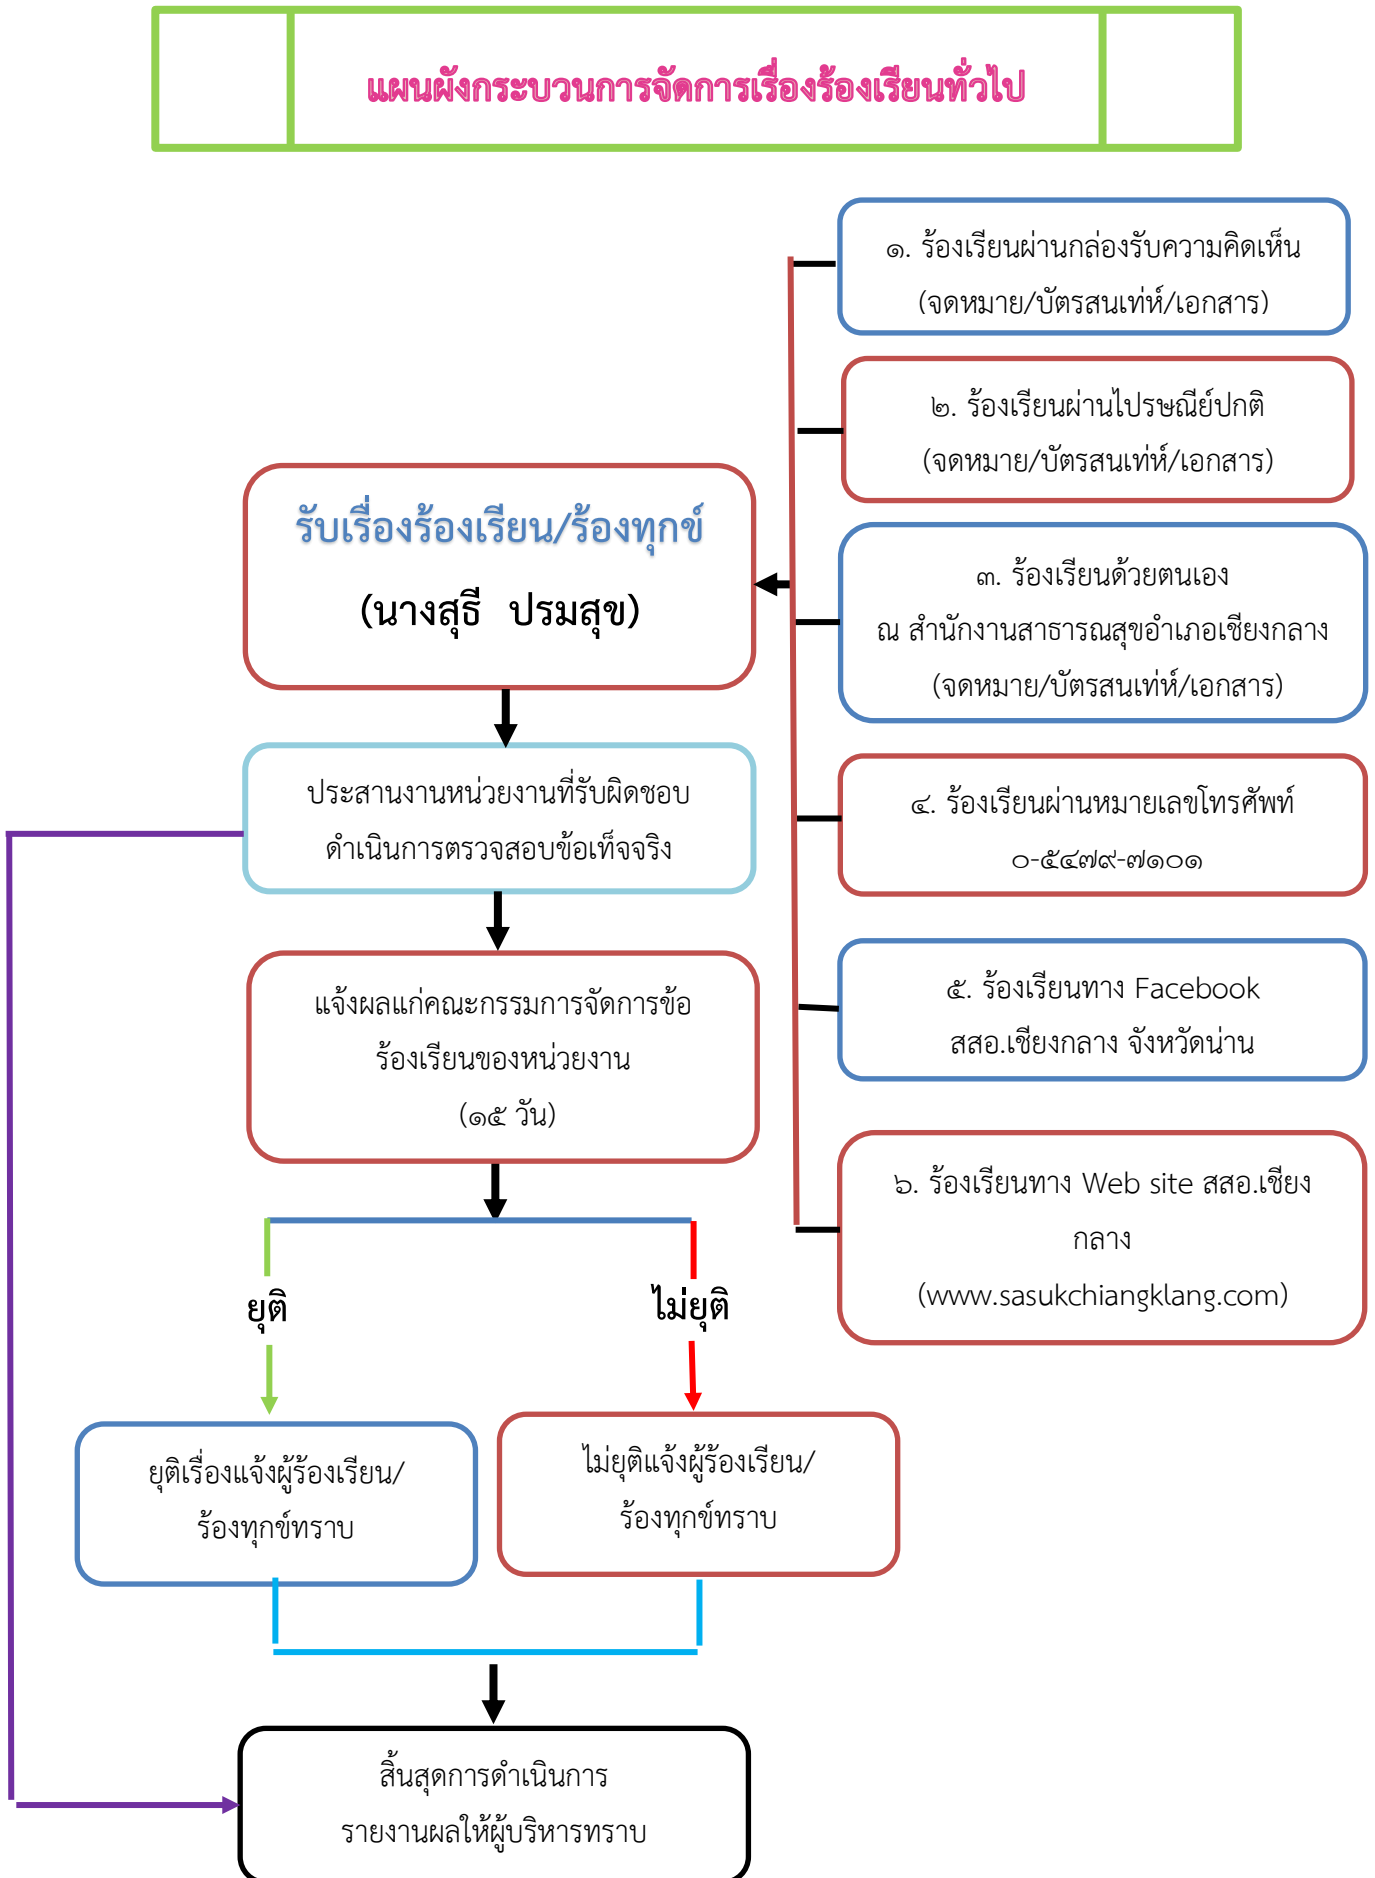 แผนผังกระบวนการจัดการเรื่องร้องเรียนทั่วไป
๑. ร้องเรียนผ่านกล่องรับความคิดเห็น
(จดหมาย/บัตรสนเท่ห์/เอกสาร)
๒. ร้องเรียนผ่านไปรษณีย์ปกติ
(จดหมาย/บัตรสนเท่ห์/เอกสาร)
๓. ร้องเรียนด้วยตนเอง
ณ สำนักงานสาธารณสุขอำเภอเชียงกลาง
(จดหมาย/บัตรสนเท่ห์/เอกสาร)
๔. ร้องเรียนผ่านหมายเลขโทรศัพท์
๐-๕๔๗๙-๗๑๐๑
๕. ร้องเรียนทาง Facebook
สสอ.เชียงกลาง จังหวัดน่าน
๖. ร้องเรียนทาง Web site สสอ.เชียง
กลาง
(www.sasukchiangklang.com)
รับเรื่องร้องเรียน/ร้องทุกข์
(นางสุธี ปรมสุข)
ประสานงานหน่วยงานที่รับผิดชอบ
ดำเนินการตรวจสอบข้อเท็จจริง
แจ้งผลแก่คณะกรรมการจัดการข้อ
ร้องเรียนของหน่วยงาน
(๑๕ วัน)
ยุติ
ไม่ยุติ
ยุติเรื่องแจ้งผู้ร้องเรียน/
ร้องทุกข์ทราบ
ไม่ยุติแจ้งผู้ร้องเรียน/
ร้องทุกข์ทราบ
สิ้นสุดการดำเนินการ
รายงานผลให้ผู้บริหารทราบ